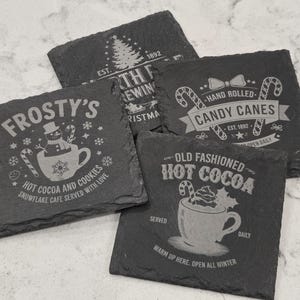 EST. 1892
FROSTY'S
HOT COCOA AND COOKIES
SNOWFLAKE CAFE SERVED WITH LOVE
HAND ROLLED
CANDY CANES
EST. 1892
OLD FASHIONED
HOT COCOA
SERVED DAILY
WARM UP HERE. OPEN ALL WINTER